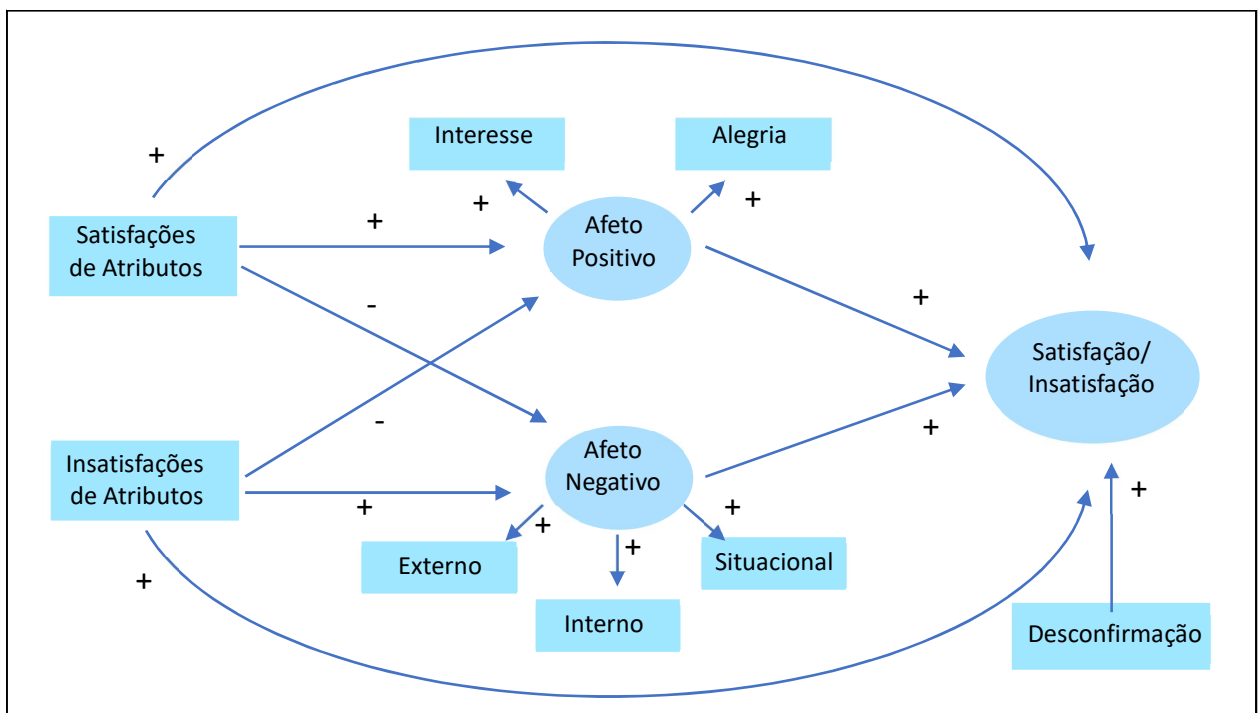 +
Interesse
Alegria
Satisfações
de Atributos
+
+
Afeto
Positivo
+
-
+
Satisfação/
Insatisfação
-
+
Insatisfações
de Atributos
+
Afeto
Negativo
+
+
+
+
Externo
Situacional
+
Interno
Desconfirmação